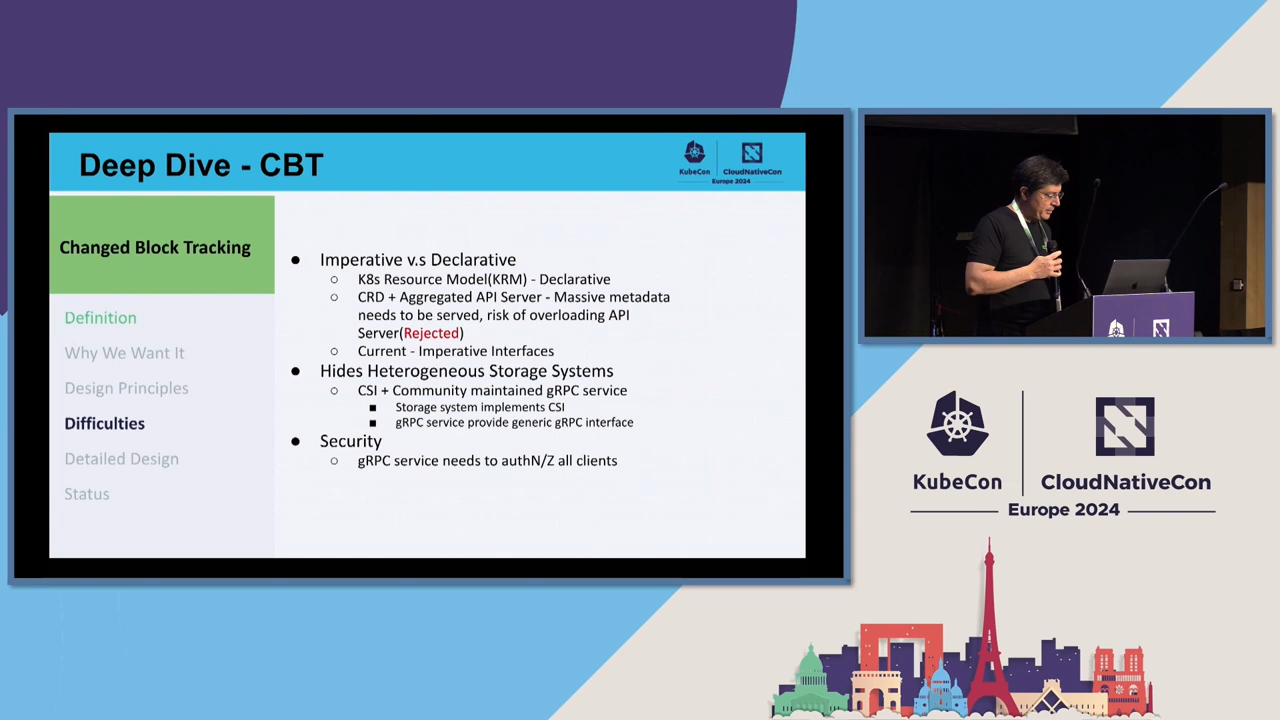 Deep Dive - CBT
KubeCon
CloudNativeCon
Europe 2024
Changed Block Tracking
Definition
Why We Want It
Design Principles
Difficulties
Detailed Design
Status
● Imperative v.s Declarative
○ K8s Resource Model(KRM) - Declarative
○ CRD + Aggregated API Server - Massive metadata
needs to be served, risk of overloading API
Server(Rejected)
○ Current - Imperative Interfaces
● Hides Heterogeneous Storage Systems
○ CSI + Community maintained gRPC service
■ Storage system implements CSI
■ gRPC service provide generic gRPC interface
● Security
○ gRPC service needs to authN/Z all clients
KubeCon
CloudNativeCon
Europe 2024